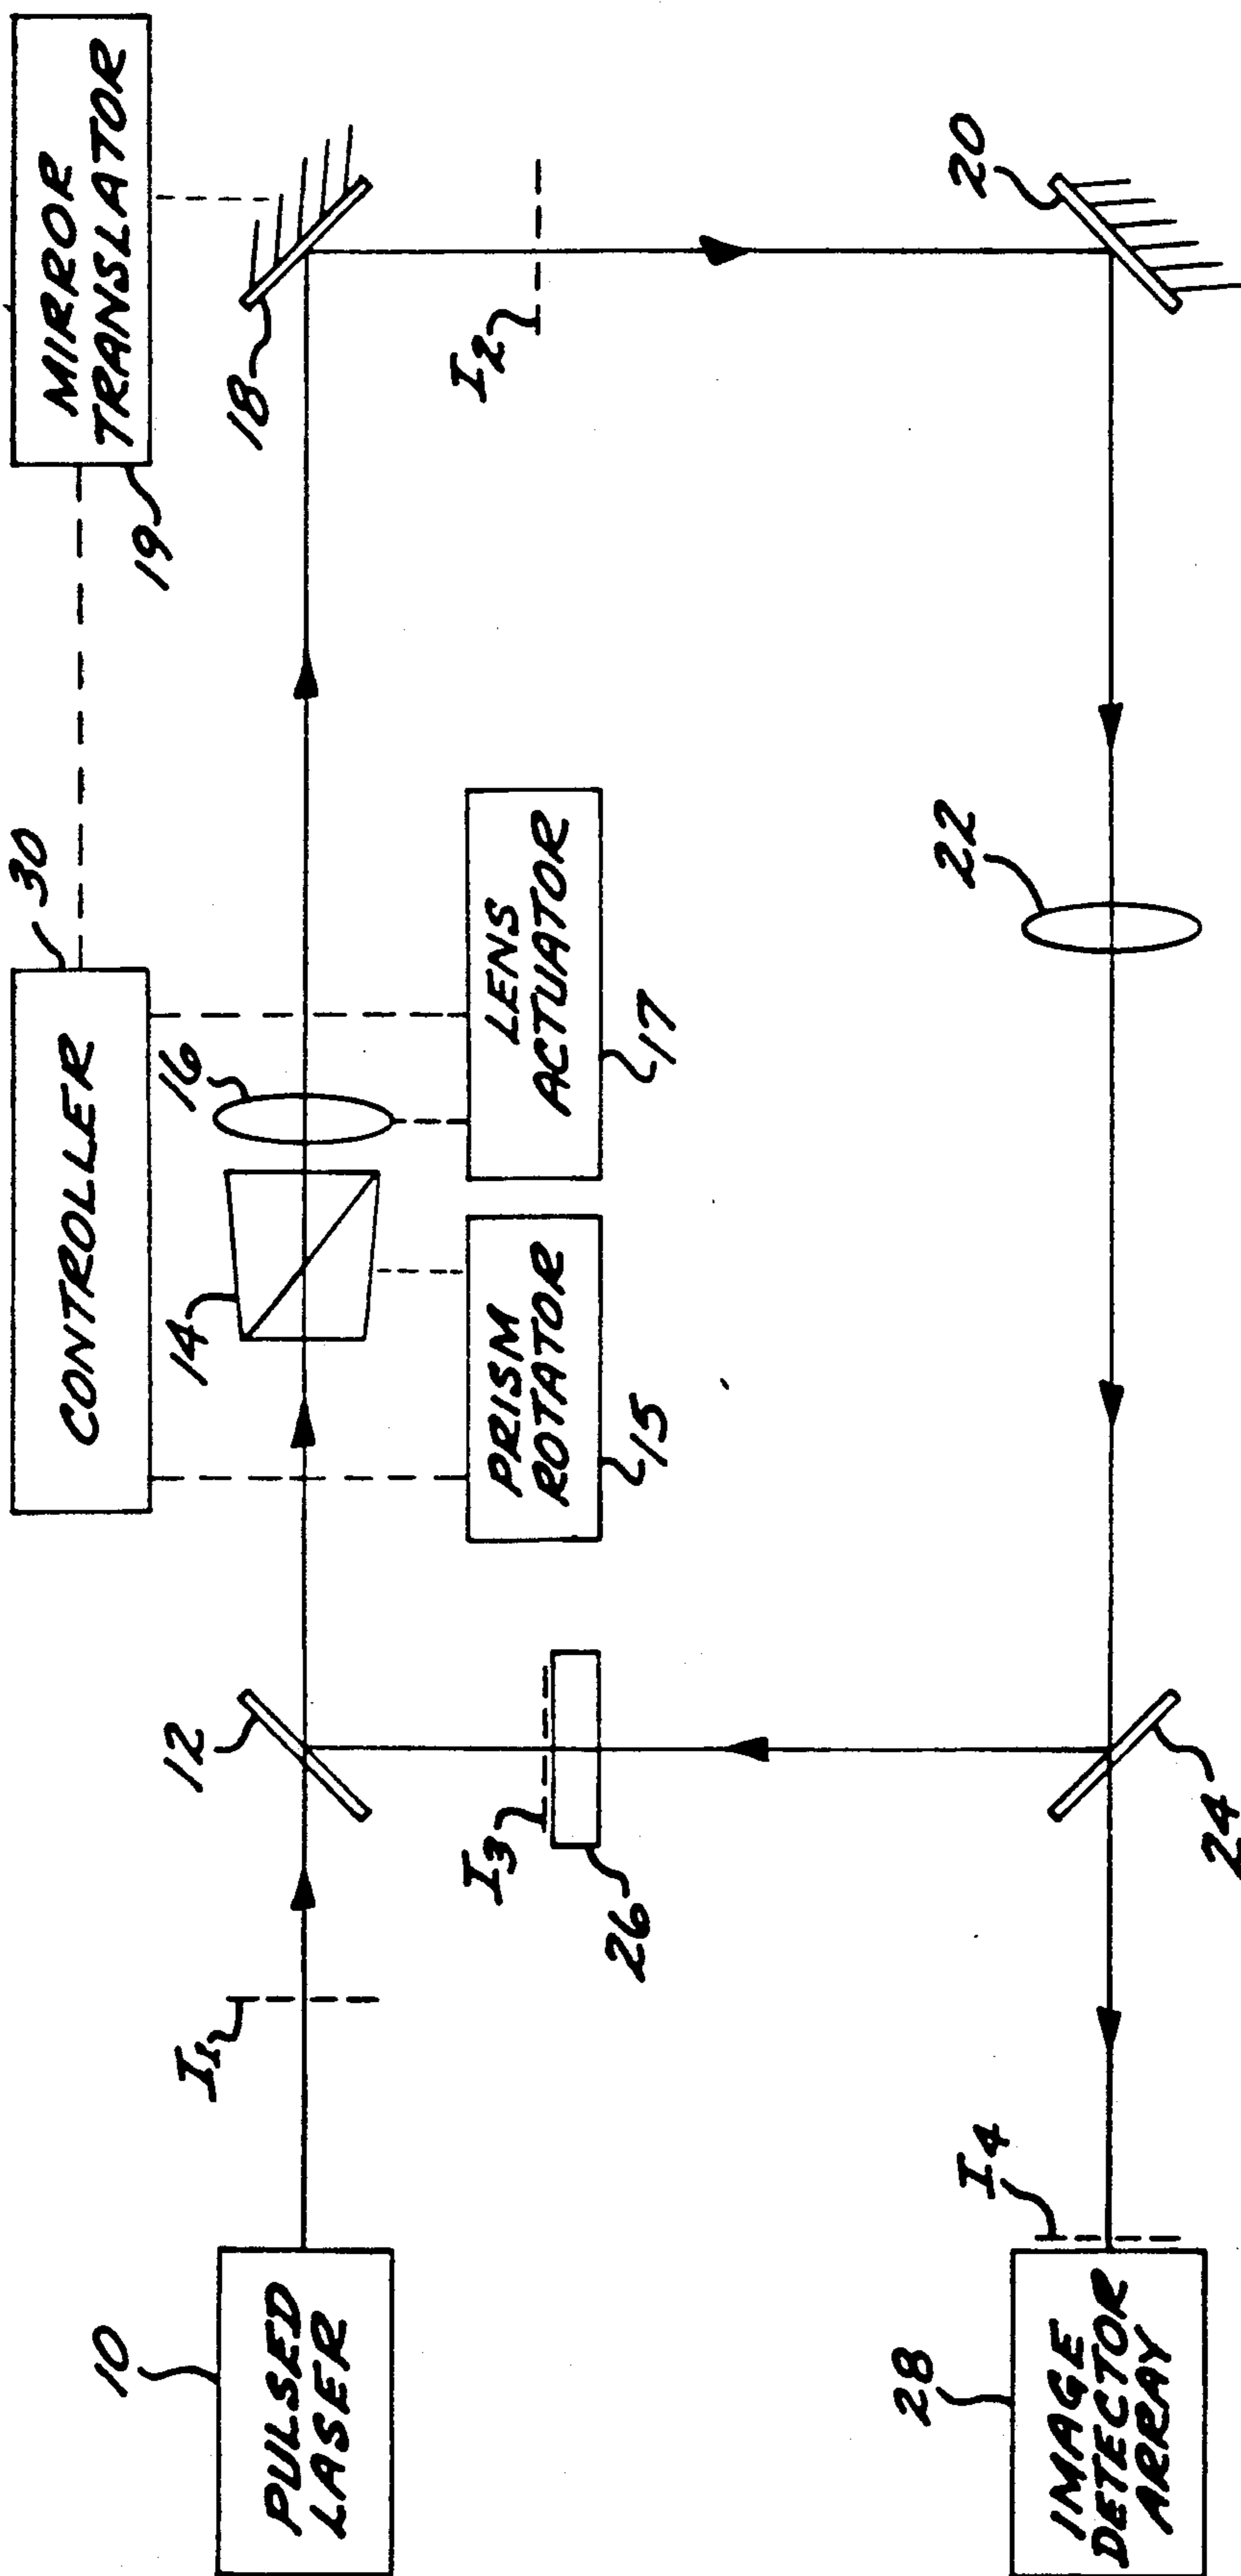 MIRROR
TRANSLATOR
19
CONTROLLER
30
18
16
14
12
I1
10
PULSED
LASER
LENS
ACTUATOR
17
PRISM
ROTATOR
15
I2
I3
26
20
22
24
I4
28
IMAGE
DETECTOR
ARRAY